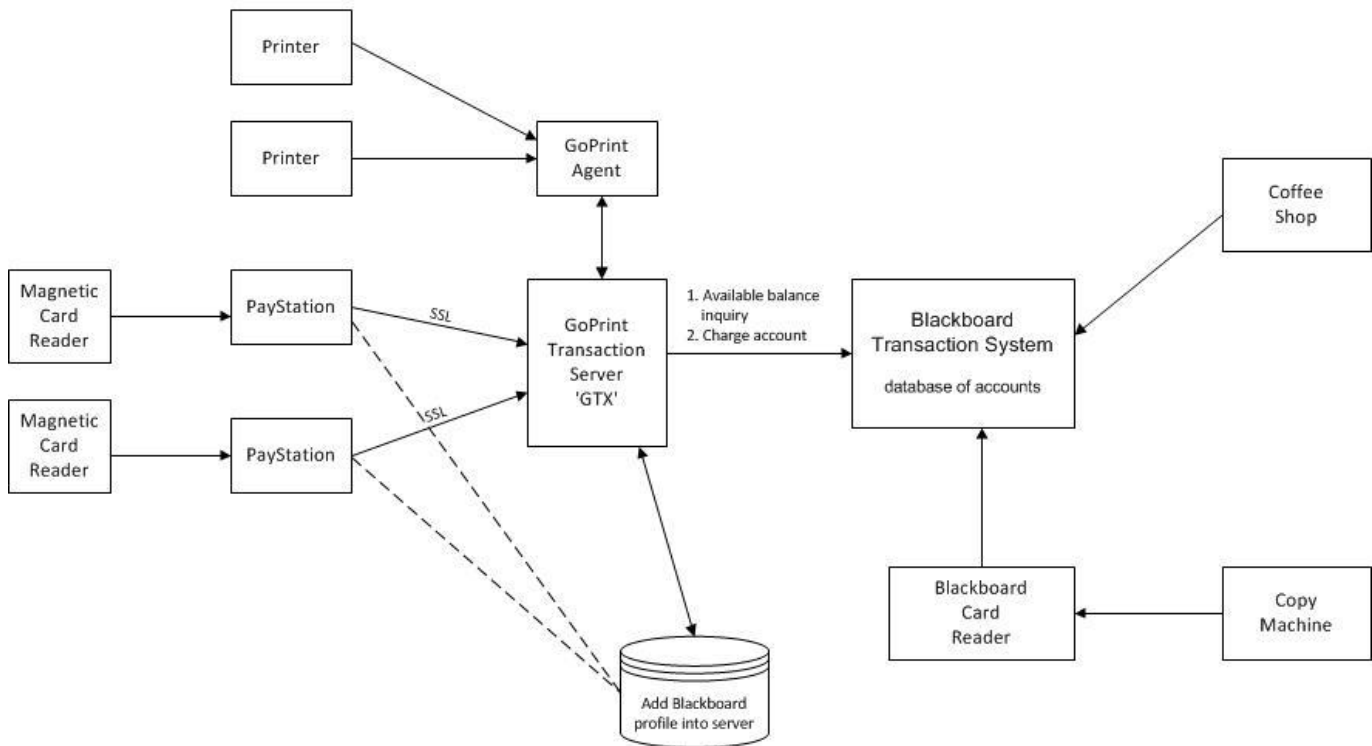 Printer
Printer
GoPrint
Agent
Coffee
Shop
Magnetic
Card
Reader
PayStation
SSL
GoPrint
Transaction
Server
'GTX'
1. Available balance
inquiry
2. Charge account
Blackboard
Transaction System
database of accounts
Magnetic
Card
Reader
PayStation
SSL
Blackboard
Card
Reader
Copy
Machine
Add Blackboard
profile into server